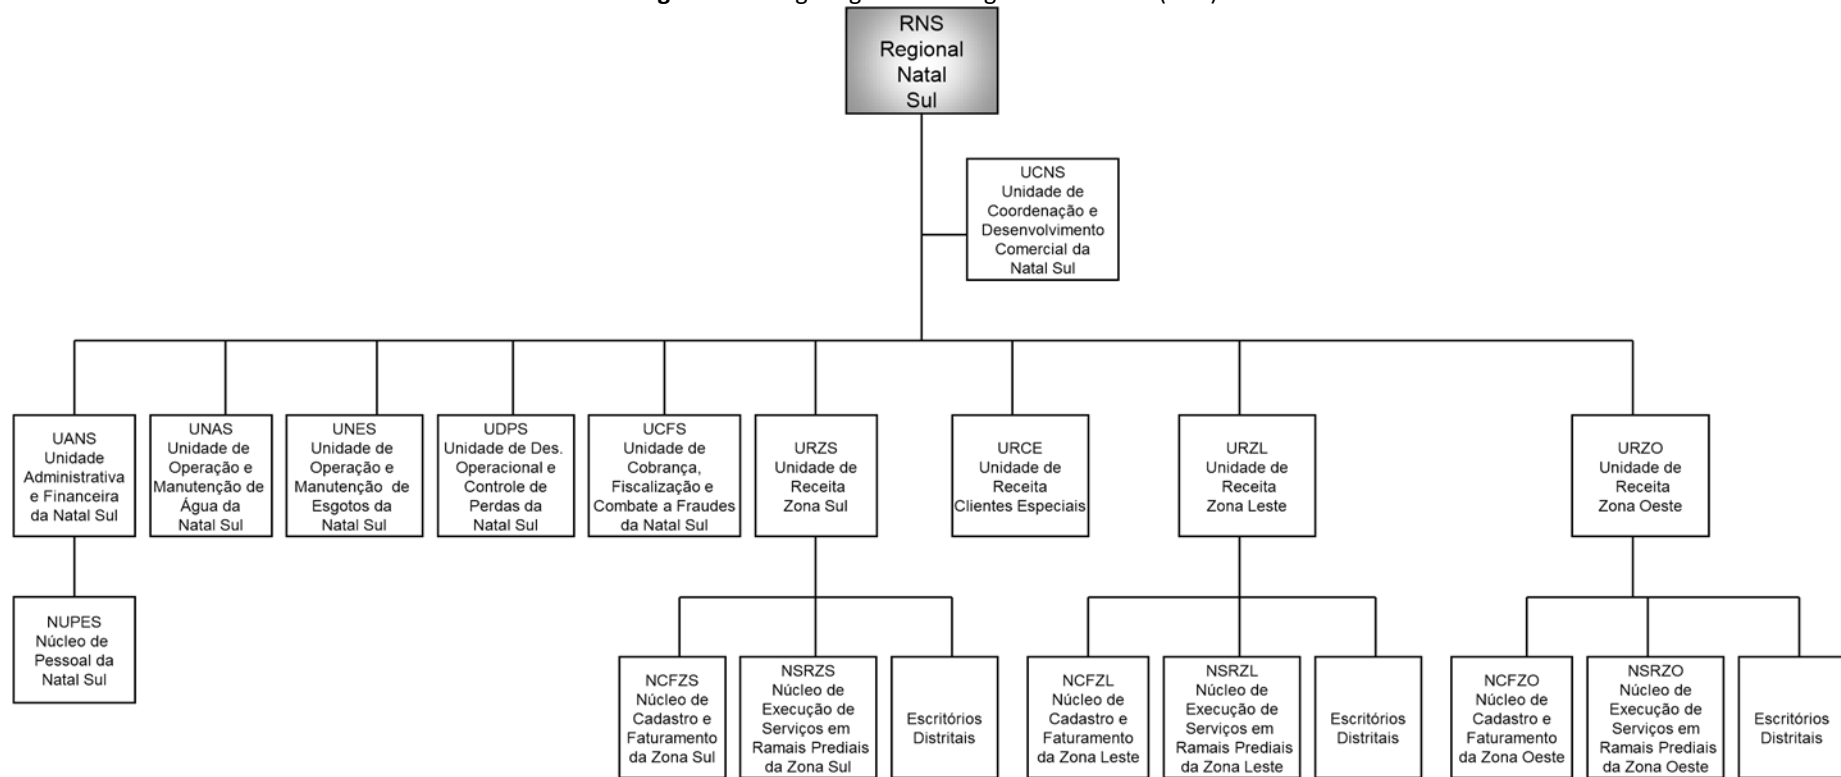 RNS
Regional
Natal
Sul
UCNS
Unidade de
Coordenação e
Desenvolvimento
Comercial da
Natal Sul
UANS
Unidade
Administrativa
e Financeira
da Natal Sul
UNAS
Unidade de
Operação e
Manutenção de
Água da
Natal Sul
UNES
Unidade de
Operação e
Manutenção de
Esgotos da
Natal Sul
UDPS
Unidade de Des.
Operacional e
Controle de
Perdas da
Natal Sul
UCFS
Unidade de
Cobrança,
Fiscalização e
Combate a Fraudes
da Natal Sul
URZS
Unidade de
Receita
Zona Sul
URCE
Unidade de
Receita
Clientes Especiais
URZL
Unidade de
Receita
Zona Leste
URZO
Unidade de
Receita
Zona Oeste
NUPES
Núcleo de
Pessoal da
Natal Sul
NCFZS
Núcleo de
Cadastro e
Faturamento
da Zona Sul
NSRZS
Núcleo de
Execução de
Serviços em
Ramais Prediais
da Zona Sul
Escritórios
Distritais
NCFZL
Núcleo de
Cadastro e
Faturamento
da Zona Leste
NSRZL
Núcleo de
Execução de
Serviços em
Ramais Prediais
da Zona Leste
Escritórios
Distritais
NCFZO
Núcleo de
Cadastro e
Faturamento
da Zona Oeste
NSRZO
Núcleo de
Execução de
Serviços em
Ramais Prediais
da Zona Oeste
Escritórios
Distritais